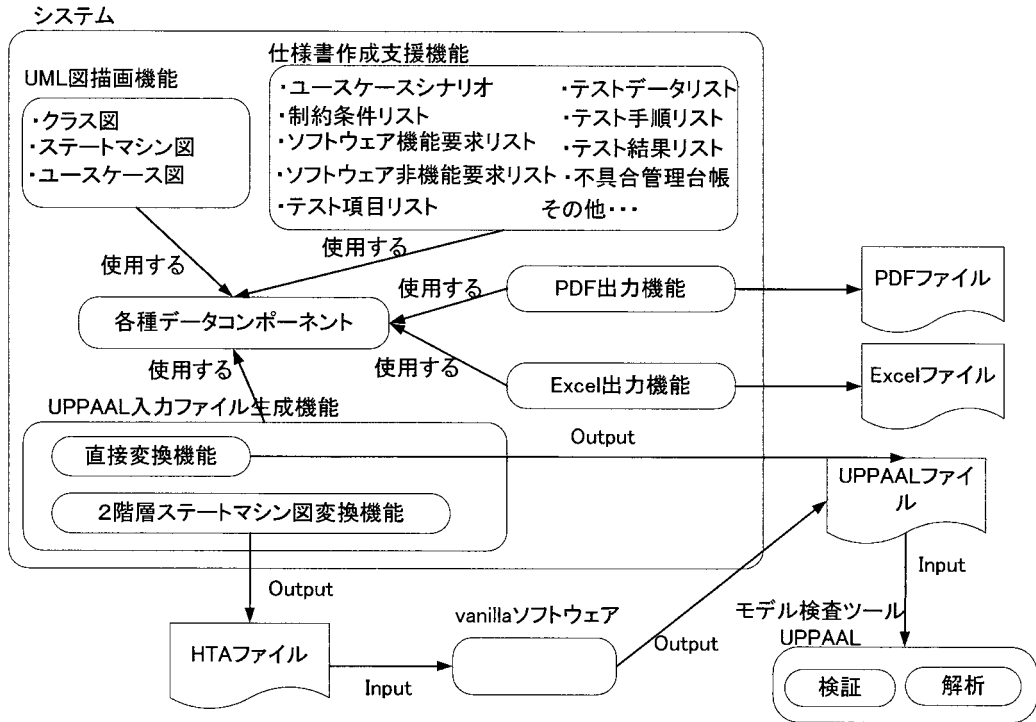 システム
UML図描画機能
・クラス図
・ステートマシン図
・ユースケース図
仕様書作成支援機能
・ユースケースシナリオ
・制約条件リスト
・ソフトウェア機能要求リスト
・ソフトウェア非機能要求リスト
・テスト項目リスト
・テストデータリスト
・テスト手順リスト
・テスト結果リスト
・不具合管理台帳
その他・・・
使用する
使用する
各種データコンポーネント
使用する
PDF出力機能
PDFファイル
使用する
Excel出力機能
Excelファイル
使用する
UPPAAL入力ファイル生成機能
直接変換機能
2階層ステートマシン図変換機能
Output
UPPAALファイ
ル
Output
HTAファイル
Input
vanillaソフトウェア
Output
Input
モデル検査ツール
UPPAAL
検証
解析